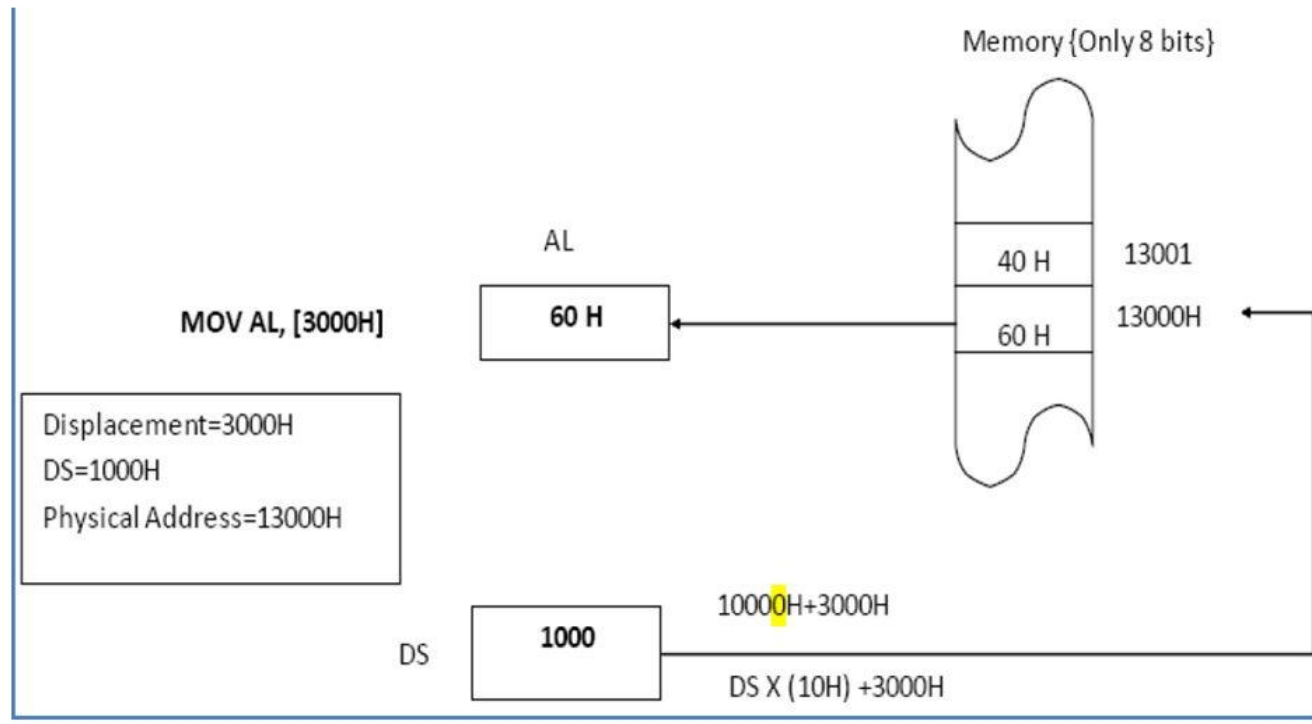 Memory {Only 8 bits}
AL
40 H
13001
MOV AL, [3000H]
60 H
13000H
60 H
Displacement=3000H
DS=1000H
Physical Address=13000H
10000H+3000H
DS
1000
DS X (10H) +3000H